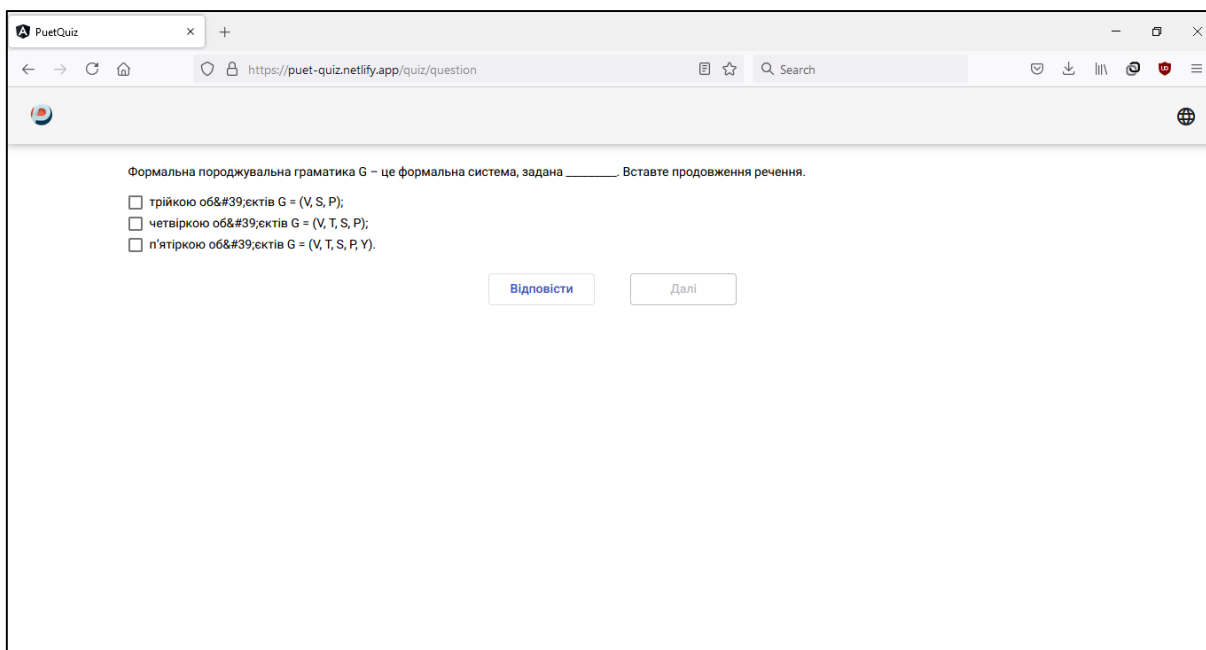 PuetQuiz
https://puet-quiz.netlify.app/quiz/question
Search
Формальна породжувальна граматика G – це формальна система, задана _________. Вставте продовження речення.
трійкою об&#39;єктів G = (V, S, P);
четвіркою об&#39;єктів G = (V, T, S, P);
п'ятіркою об&#39;єктів G = (V, T, S, P, Y).
Відповісти
Далі